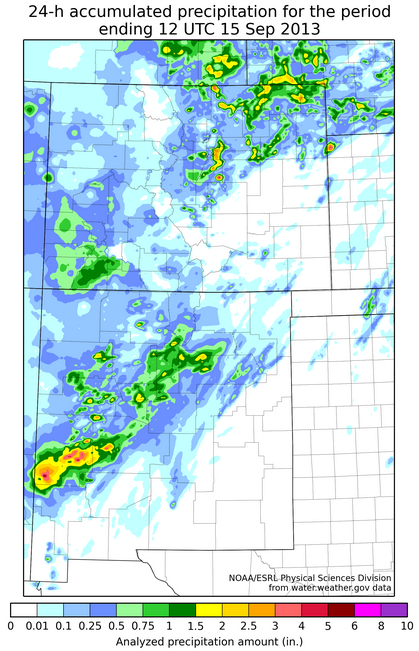 24-h accumulated precipitation for the period
ending 12 UTC 15 Sep 2013
NOAA/ESRL Physical Sciences Division
from water.weather.gov data
0 0.01 0.1 0.25 0.5 0.75 1 1.5 2 2.5 3 4 5 6 8 10
Analyzed precipitation amount (in.)